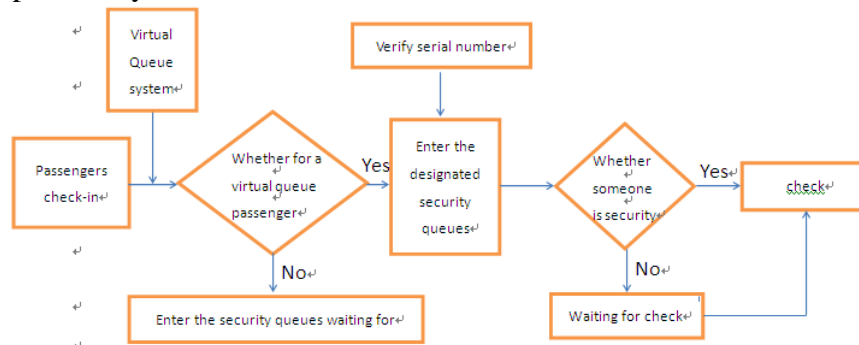 Virtual
Queue
system
Verify serial number
Passengers
check-in
Whether for a
virtual queue
passenger
Yes
Enter the
designated
security
queues
Whether
someone
is security
Yes
check
No
No
Enter the security queues waiting for
Waiting for check